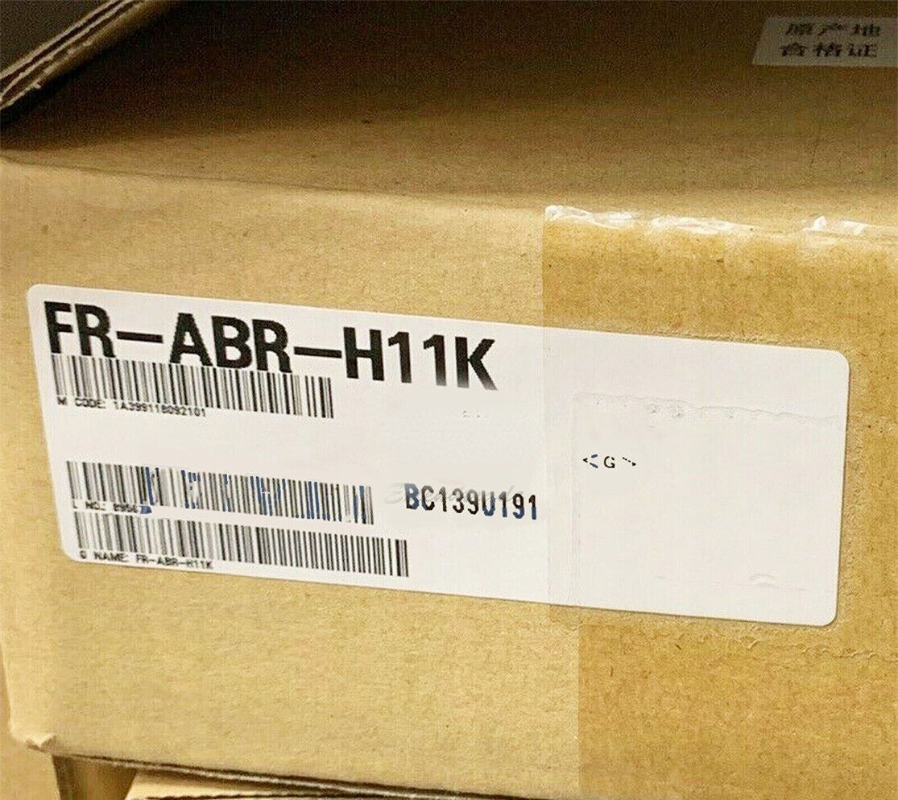 原产地
合格证
FR-ABR-H11K
M CODE: 1A399118092101
< G >
BC139U191
L NO.:
G NAME: FR-ABR-H11K